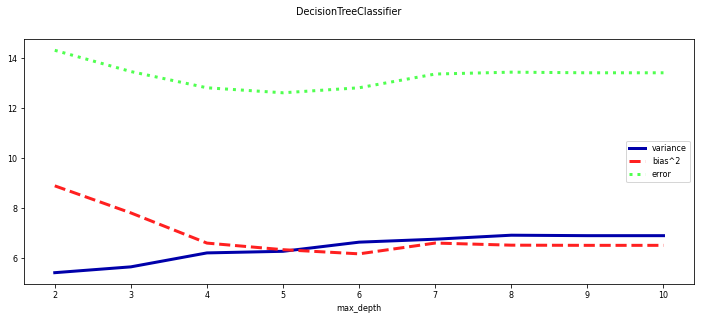 DecisionTreeClassifier
14
12
10
8
6
variance
bias^2
error
2 3 4 5 6 7 8 9 10
max_depth